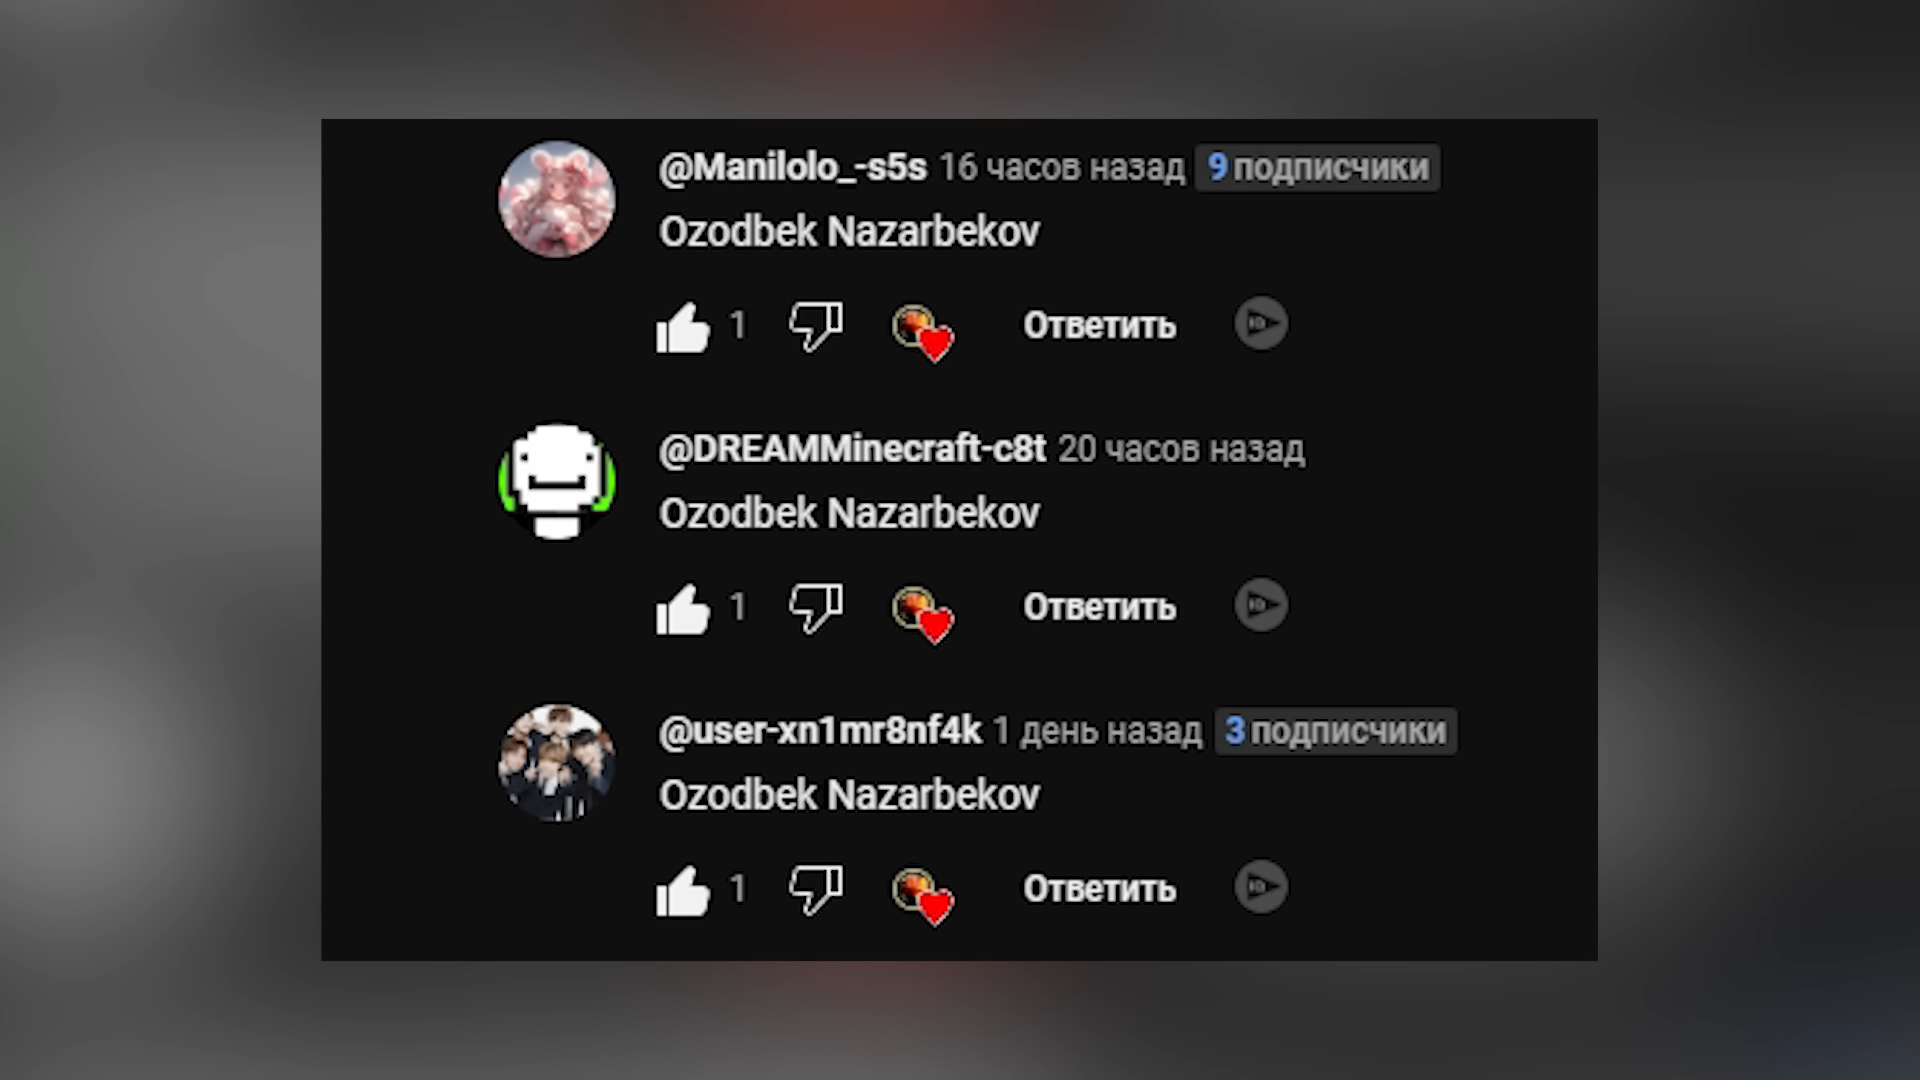 @Manilolo_-s5s 16 часов назад 9 подписчики
Ozodbek Nazarbekov
1 Ответить
@DREAMMinecraft-c8t 20 часов назад
Ozodbek Nazarbekov
1 Ответить
@user-xn1mr8nf4k 1 день назад 3 подписчики
Ozodbek Nazarbekov
1 Ответить